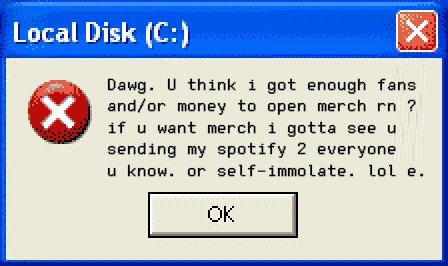 Local Disk (C:)
Dawg. U think i got enough fans
and/or money to open merch rn ?
if u want merch i gotta see u
sending my spotify 2 everyone
u know. or self-immolate. lol e.
OK